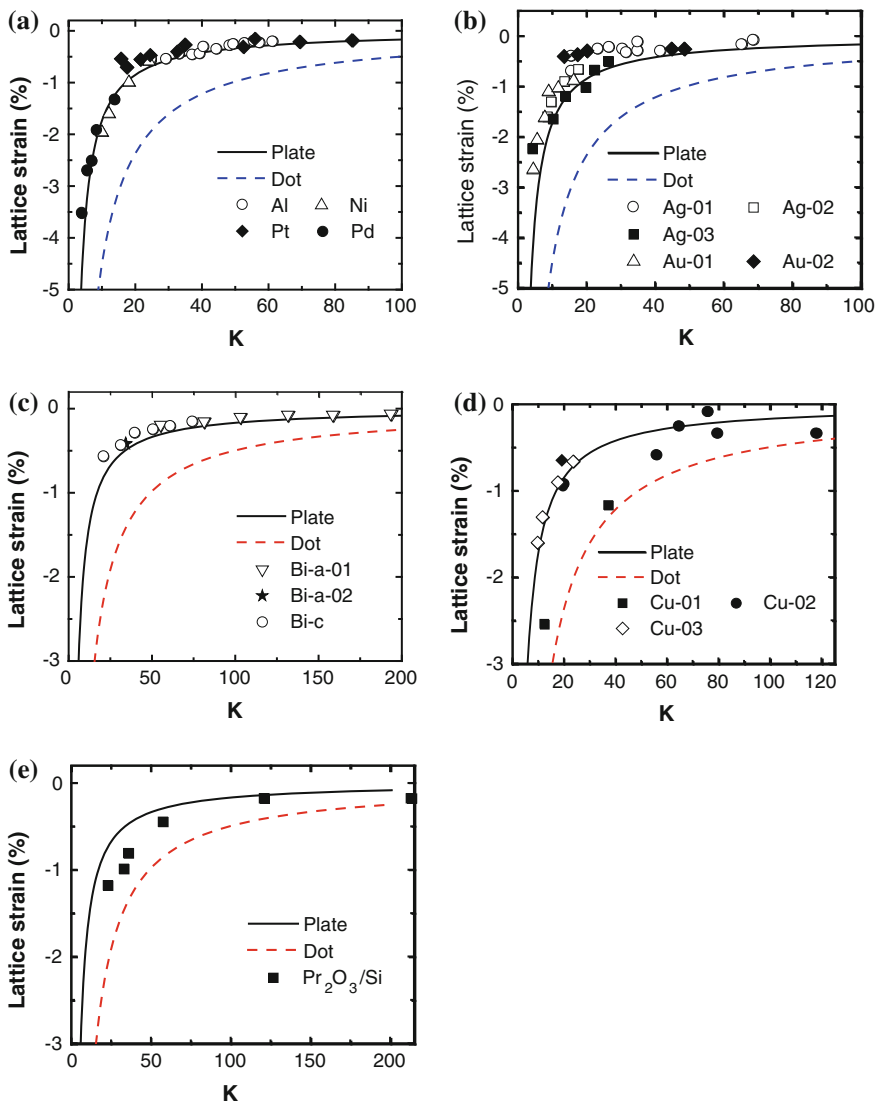 (a)
Lattice strain (%)
0
-1
-2
-3
-4
-5
Plate
Dot
Al Ni
Pt Pd
0 20 40 60 80 100
K
(b)
Lattice strain (%)
0
-1
-2
-3
-4
-5
Plate
Dot
Ag-01 Ag-02
Ag-03
Au-01 Au-02
0 20 40 60 80 100
K
(c)
Lattice strain (%)
0
-1
-2
-3
Plate
Dot
Bi-a-01
Bi-a-02
Bi-c
0 50 100 150 200
K
(d)
Lattice strain (%)
0
-1
-2
-3
Plate
Dot
Cu-01 Cu-02
Cu-03
0 20 40 60 80 100 120
K
(e)
Lattice strain (%)
0
-1
-2
-3
Plate
Dot
Pr₂O₃/Si
0 50 100 150 200
K